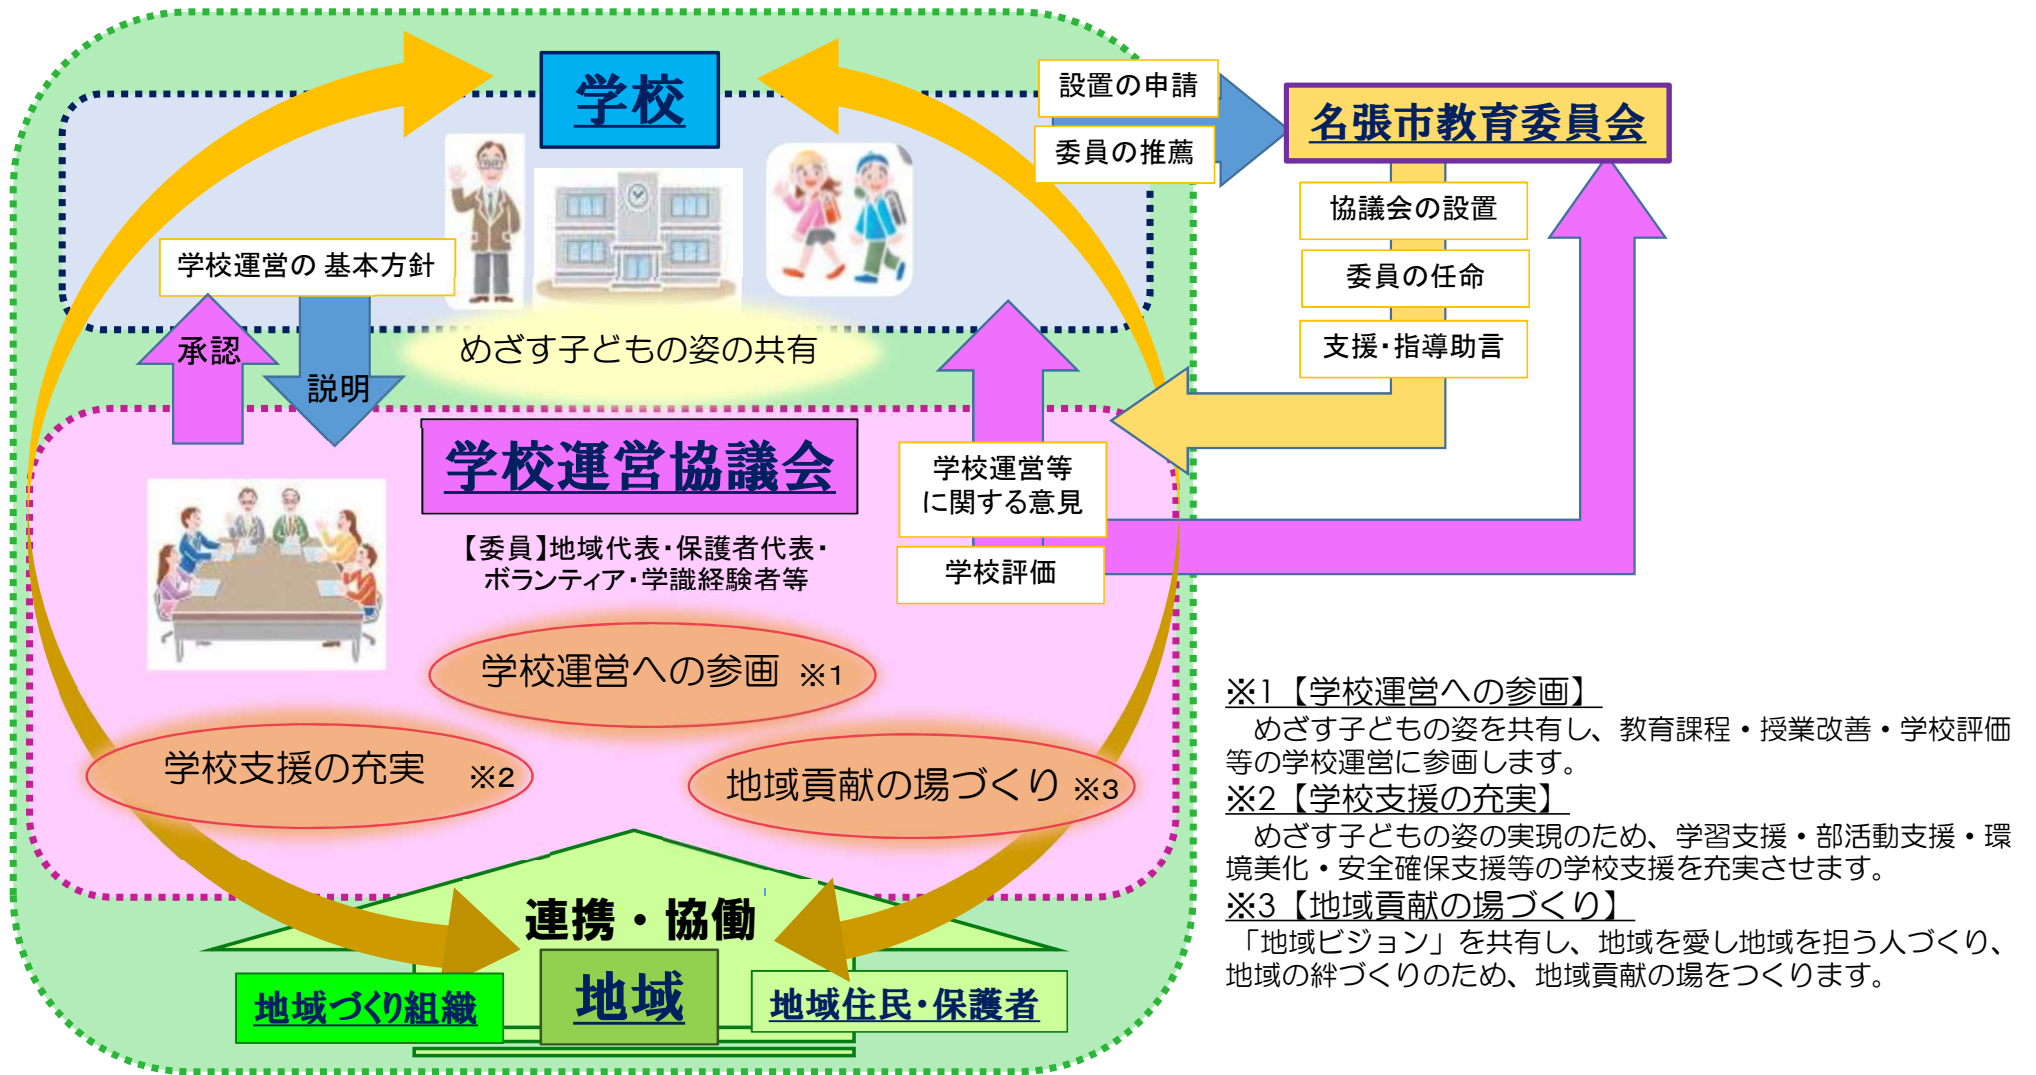 学校
設置の申請
委員の推薦
名張市教育委員会
協議会の設置
委員の任命
支援・指導助言
学校運営の 基本方針
承認
説明
めざす子どもの姿の共有
学校運営協議会
【委員】地域代表・保護者代表・
ボランティア・学識経験者等
学校運営等
に関する意見
学校評価
学校運営への参画 ※1
学校支援の充実 ※2
地域貢献の場づくり ※3
連携・協働
地域づくり組織
地域
地域住民・保護者
※1【学校運営への参画】
めざす子どもの姿を共有し、教育課程・授業改善・学校評価
等の学校運営に参画します。
※2【学校支援の充実】
めざす子どもの姿の実現のため、学習支援・部活動支援・環
境美化・安全確保支援等の学校支援を充実させます。
※3【地域貢献の場づくり】
「地域ビジョン」を共有し、地域を愛し地域を担う人づくり、
地域の絆づくりのため、地域貢献の場をつくります。